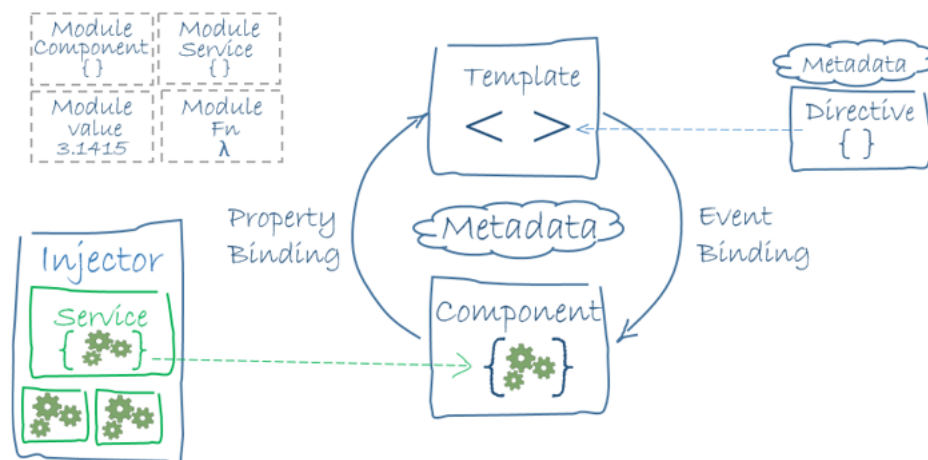 Module
Component
{ }
Module
Service
{ }
Module
value
3.1415
Module
Fn
λ
Template
< >
Metadata
Directive
{ }
Property
Binding
Metadata
Event
Binding
Injector
Service
{ }
Component
{ }